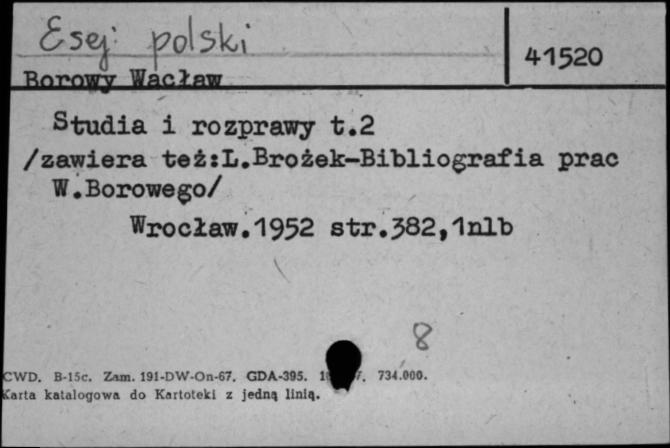 Esej polski
41520
Borowy Wacław
Studia i rozprawy t.2
/zawiera też:L.Brożek-Bibliografia prac
W.Borowego/
Wrocław.1952 str.382,1nlb
8
CWD. B-15c. Zam. 191-DW-On-67. GDA-395. 734.000.
Karta katalogowa do Kartoteki z jedną linią.